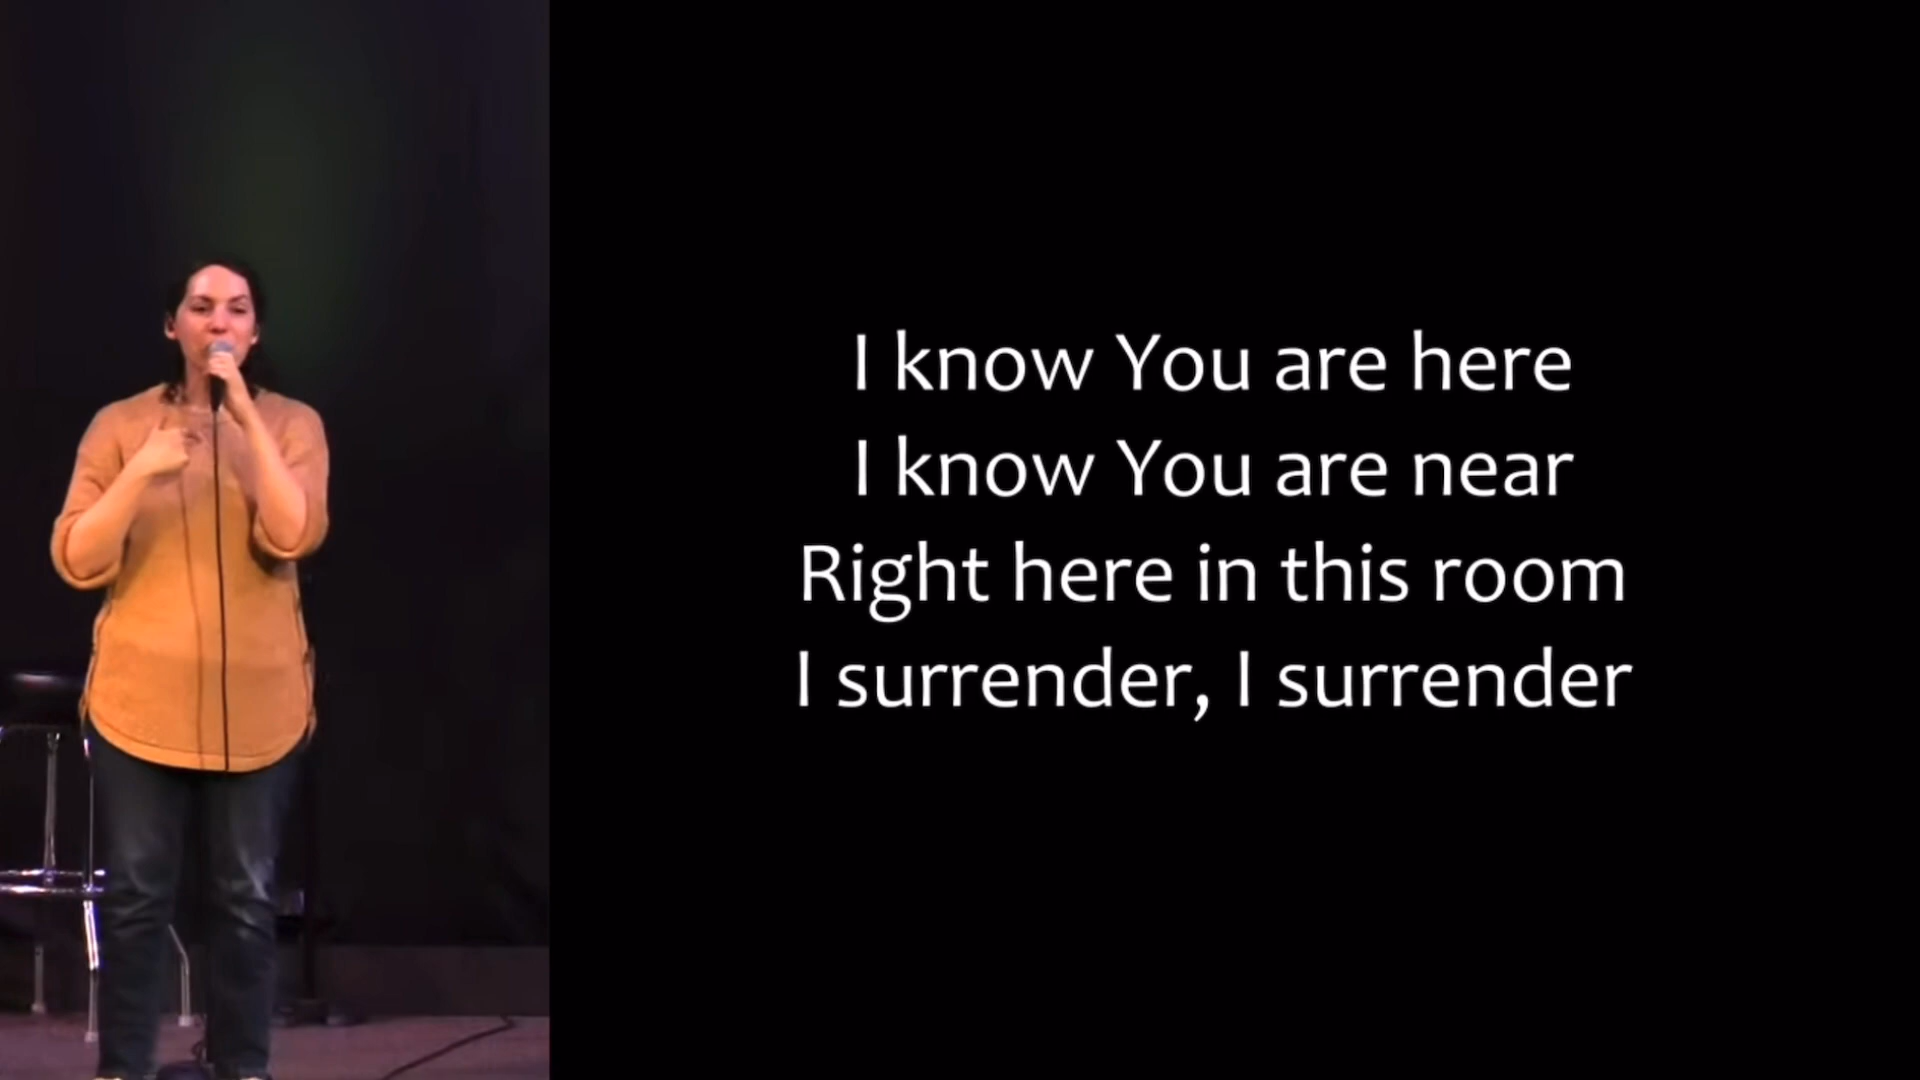 I know You are here
I know You are near
Right here in this room
I surrender, I surrender